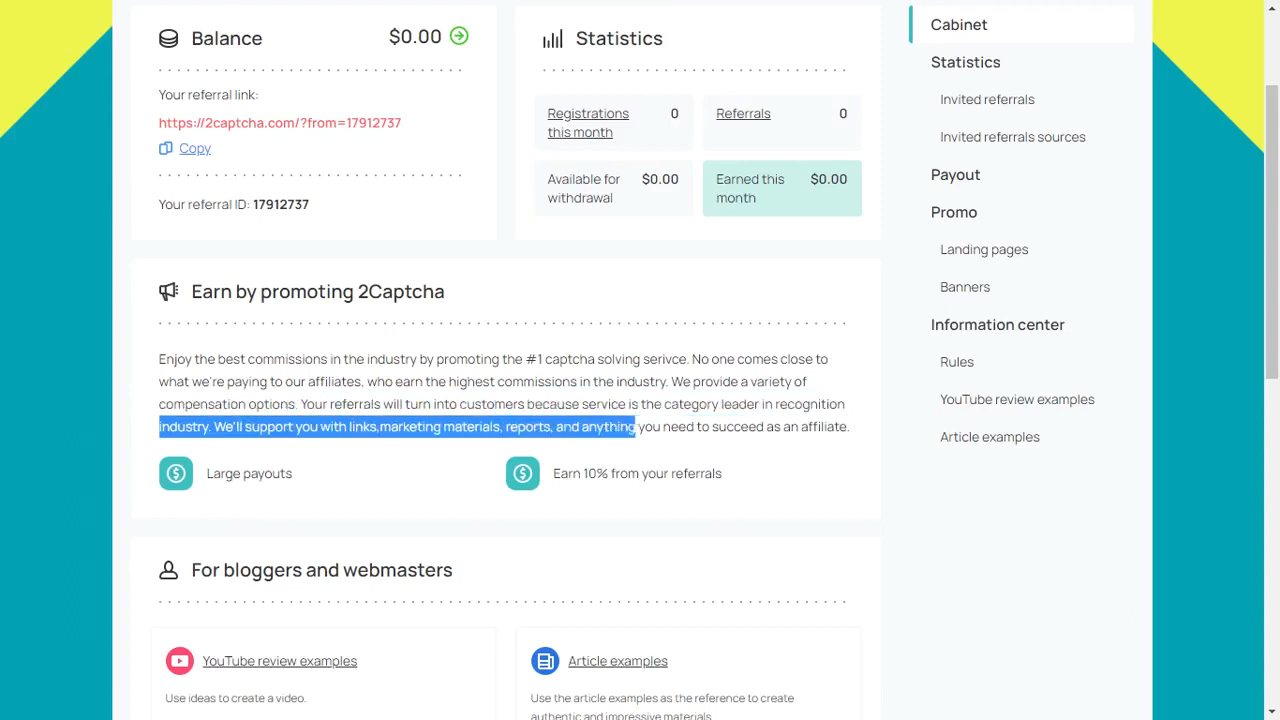 Balance
$0.00
Your referral link:
https://2captcha.com/?from=17912737
Copy
Your referral ID: 17912737
Statistics
Registrations this month 0
Referrals 0
Available for withdrawal $0.00
Earned this month $0.00
Earn by promoting 2Captcha
Enjoy the best commissions in the industry by promoting the #1 captcha solving serivce. No one comes close to
what we're paying to our affiliates, who earn the highest commissions in the industry. We provide a variety of
compensation options. Your referrals will turn into customers because service is the category leader in recognition
industry. We'll support you with links,marketing materials, reports, and anything you need to succeed as an affiliate.
Large payouts
Earn 10% from your referrals
For bloggers and webmasters
YouTube review examples
Use ideas to create a video.
Article examples
Use the article examples as the reference to create
authentic and impressive materials
Cabinet
Statistics
Invited referrals
Invited referrals sources
Payout
Promo
Landing pages
Banners
Information center
Rules
YouTube review examples
Article examples